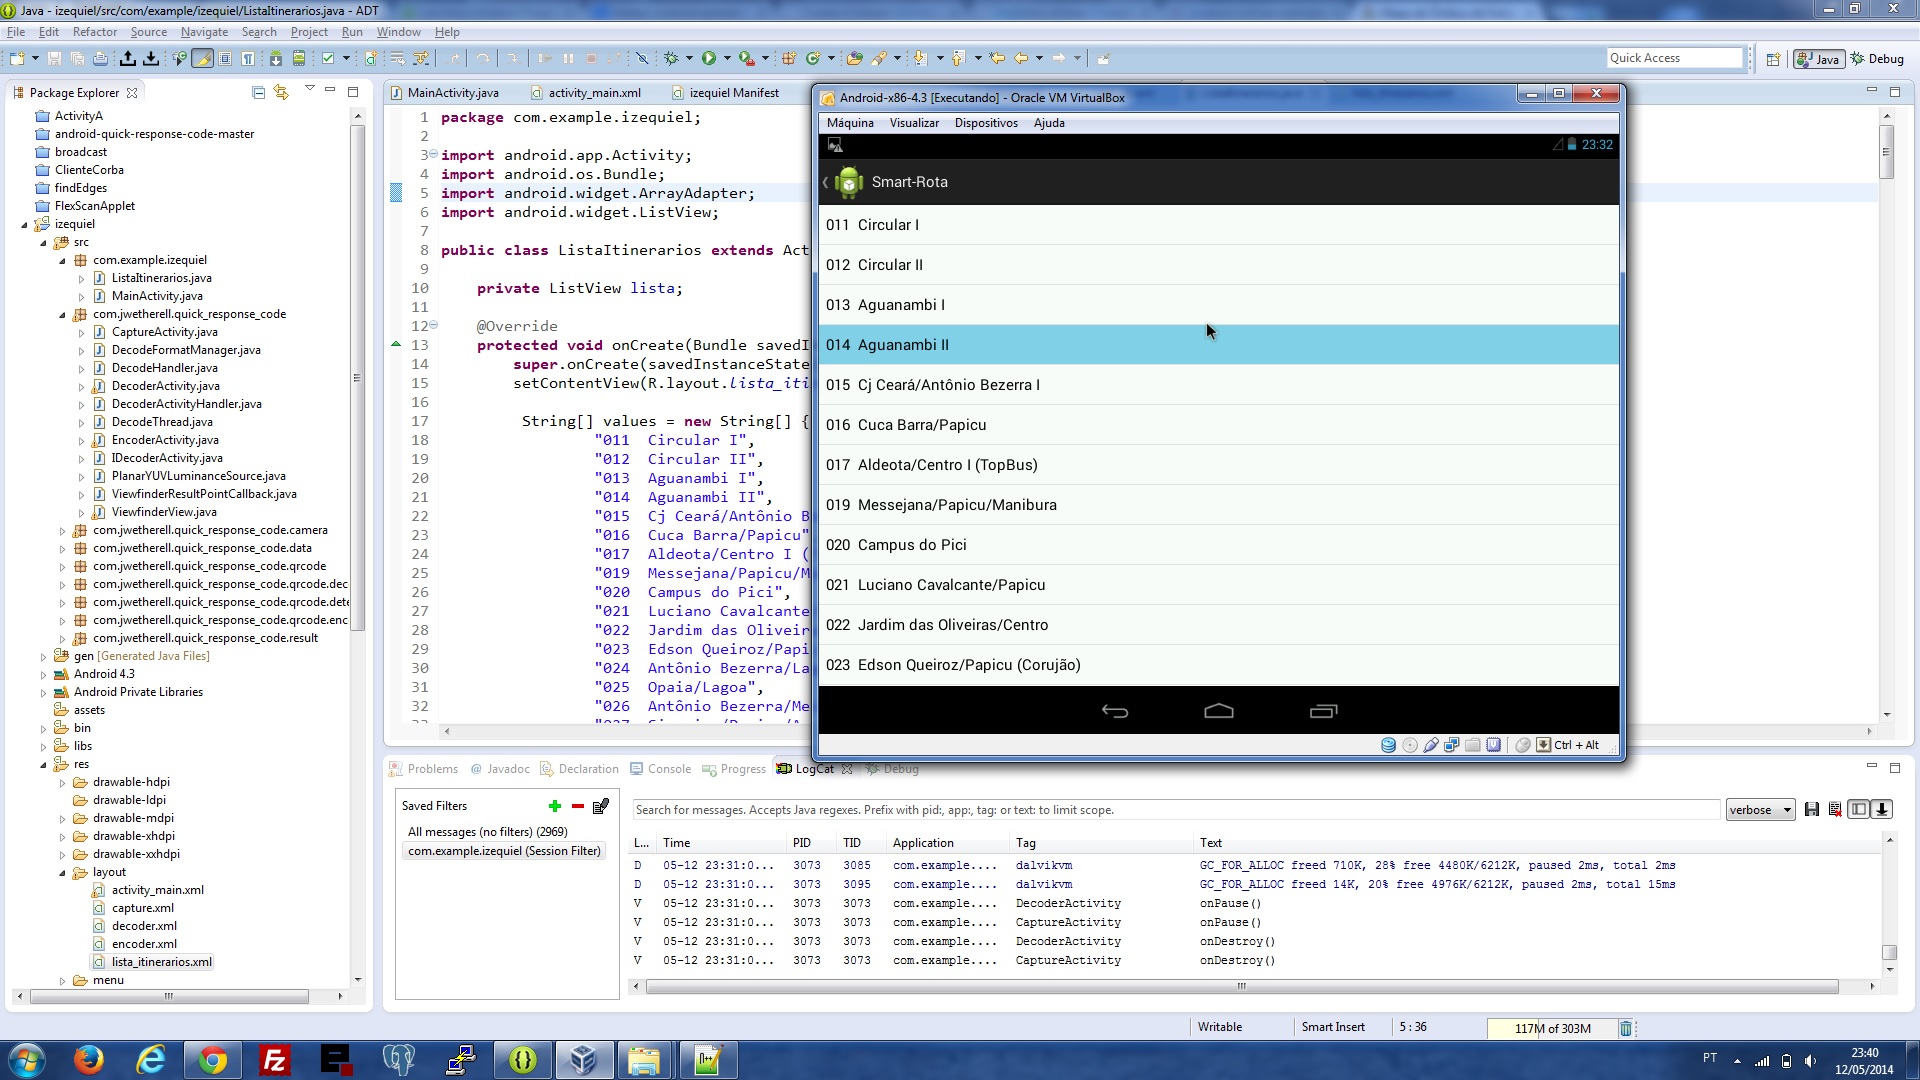 Java - izequiel/src/com/example/izequiel/ListaItinerarios.java - ADT
File Edit Refactor Source Navigate Search Project Run Window Help
Quick Access
Java
Debug
Package Explorer
ActivityA
android-quick-response-code-master
broadcast
ClienteCorba
findEdges
FlexScanApplet
izequiel
src
com.example.izequiel
ListaItinerarios.java
MainActivity.java
com.jwetherell.quick_response_code
CaptureActivity.java
DecodeFormatManager.java
DecodeHandler.java
DecoderActivity.java
DecoderActivityHandler.java
DecodeThread.java
EncoderActivity.java
IDecoderActivity.java
PlanarYUVLuminanceSource.java
ViewfinderResultPointCallback.java
ViewfinderView.java
com.jwetherell.quick_response_code.camera
com.jwetherell.quick_response_code.data
com.jwetherell.quick_response_code.qrcode
com.jwetherell.quick_response_code.qrcode.dec
com.jwetherell.quick_response_code.qrcode.dete
com.jwetherell.quick_response_code.qrcode.enc
com.jwetherell.quick_response_code.result
gen [Generated Java Files]
Android 4.3
Android Private Libraries
assets
bin
libs
res
drawable-hdpi
drawable-ldpi
drawable-mdpi
drawable-xhdpi
drawable-xxhdpi
layout
activity_main.xml
capture.xml
decoder.xml
encoder.xml
lista_itinerarios.xml
menu
MainActivity.java activity_main.xml izequiel Manifest
1 package com.example.izequiel;
2
3 import android.app.Activity;
4 import android.os.Bundle;
5 import android.widget.ArrayAdapter;
6 import android.widget.ListView;
7
8 public class ListaItinerarios extends Act
9
10 private ListView lista;
11
12 @Override
13 protected void onCreate(Bundle savedI
14 super.onCreate(savedInstanceState
15 setContentView(R.layout.lista_iti
16
17 String[] values = new String[] {
18 "011  Circular I",
19 "012  Circular II",
20 "013  Aguanambi I",
21 "014  Aguanambi II",
22 "015  Cj Ceará/Antônio B
23 "016  Cuca Barra/Papicu"
24 "017  Aldeota/Centro I (
25 "019  Messejana/Papicu/M
26 "020  Campus do Pici",
27 "021  Luciano Cavalcante
28 "022  Jardim das Oliveir
29 "023  Edson Queiroz/Papi
30 "024  Antônio Bezerra/La
31 "025  Opaia/Lagoa",
32 "026  Antônio Bezerra/Me
Android-x86-4.3 [Executando] - Oracle VM VirtualBox
Máquina Visualizar Dispositivos Ajuda
23:32
Smart-Rota
011 Circular I
012 Circular II
013 Aguanambi I
014 Aguanambi II
015 Cj Ceará/Antônio Bezerra I
016 Cuca Barra/Papicu
017 Aldeota/Centro I (TopBus)
019 Messejana/Papicu/Manibura
020 Campus do Pici
021 Luciano Cavalcante/Papicu
022 Jardim das Oliveiras/Centro
023 Edson Queiroz/Papicu (Corujão)
Ctrl + Alt
Problems @ Javadoc Declaration Console Progress LogCat Debug
Saved Filters
All messages (no filters) (2969)
com.example.izequiel (Session Filter)
Search for messages. Accepts Java regexes. Prefix with pid:, app:, tag: or text: to limit scope.
verbose
L... Time PID TID Application Tag Text
D 05-12 23:31:0... 3073 3085 com.example.... dalvikvm GC_FOR_ALLOC freed 710K, 28% free 4480K/6212K, paused 2ms, total 2ms
D 05-12 23:31:0... 3073 3095 com.example.... dalvikvm GC_FOR_ALLOC freed 14K, 20% free 4976K/6212K, paused 2ms, total 15ms
V 05-12 23:31:0... 3073 3073 com.example.... DecoderActivity onPause()
V 05-12 23:31:0... 3073 3073 com.example.... CaptureActivity onPause()
V 05-12 23:31:0... 3073 3073 com.example.... DecoderActivity onDestroy()
V 05-12 23:31:0... 3073 3073 com.example.... CaptureActivity onDestroy()
Writable Smart Insert 5 : 36 117M of 303M
PT
23:40
12/05/2014